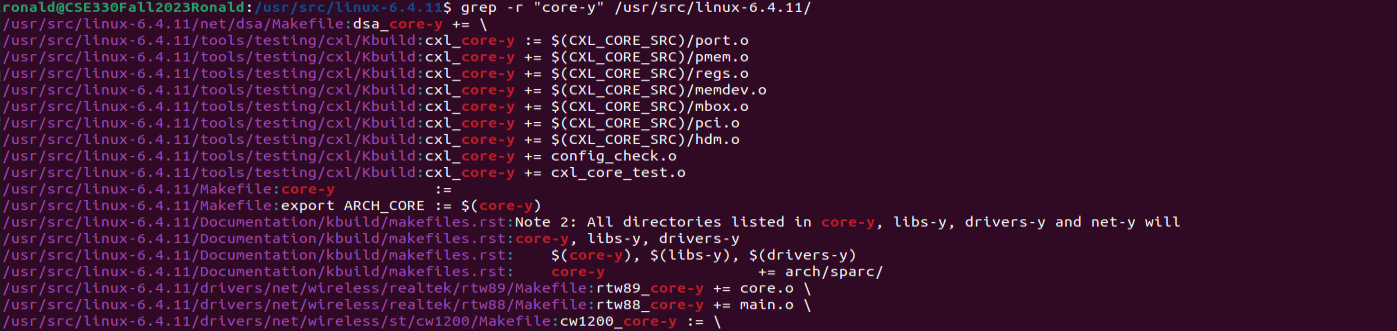 ronald@CSE330Fall2023Ronald:/usr/src/linux-6.4.11$ grep -r "core-y" /usr/src/linux-6.4.11/
/usr/src/linux-6.4.11/net/dsa/Makefile:dsa_core-y += \
/usr/src/linux-6.4.11/tools/testing/cxl/Kbuild:cxl_core-y := $(CXL_CORE_SRC)/port.o
/usr/src/linux-6.4.11/tools/testing/cxl/Kbuild:cxl_core-y += $(CXL_CORE_SRC)/pmem.o
/usr/src/linux-6.4.11/tools/testing/cxl/Kbuild:cxl_core-y += $(CXL_CORE_SRC)/regs.o
/usr/src/linux-6.4.11/tools/testing/cxl/Kbuild:cxl_core-y += $(CXL_CORE_SRC)/memdev.o
/usr/src/linux-6.4.11/tools/testing/cxl/Kbuild:cxl_core-y += $(CXL_CORE_SRC)/mbox.o
/usr/src/linux-6.4.11/tools/testing/cxl/Kbuild:cxl_core-y += $(CXL_CORE_SRC)/pci.o
/usr/src/linux-6.4.11/tools/testing/cxl/Kbuild:cxl_core-y += $(CXL_CORE_SRC)/hdm.o
/usr/src/linux-6.4.11/tools/testing/cxl/Kbuild:cxl_core-y += config_check.o
/usr/src/linux-6.4.11/tools/testing/cxl/Kbuild:cxl_core-y += cxl_core_test.o
/usr/src/linux-6.4.11/Makefile:core-y           :=
/usr/src/linux-6.4.11/Makefile:export ARCH_CORE := $(core-y)
/usr/src/linux-6.4.11/Documentation/kbuild/makefiles.rst:Note 2: All directories listed in core-y, libs-y, drivers-y and net-y will
/usr/src/linux-6.4.11/Documentation/kbuild/makefiles.rst:core-y, libs-y, drivers-y
/usr/src/linux-6.4.11/Documentation/kbuild/makefiles.rst:    $(core-y), $(libs-y), $(drivers-y)
/usr/src/linux-6.4.11/Documentation/kbuild/makefiles.rst:    core-y                 += arch/sparc/
/usr/src/linux-6.4.11/drivers/net/wireless/realtek/rtw89/Makefile:rtw89_core-y += core.o \
/usr/src/linux-6.4.11/drivers/net/wireless/realtek/rtw88/Makefile:rtw88_core-y += main.o \
/usr/src/linux-6.4.11/drivers/net/wireless/st/cw1200/Makefile:cw1200_core-y := \